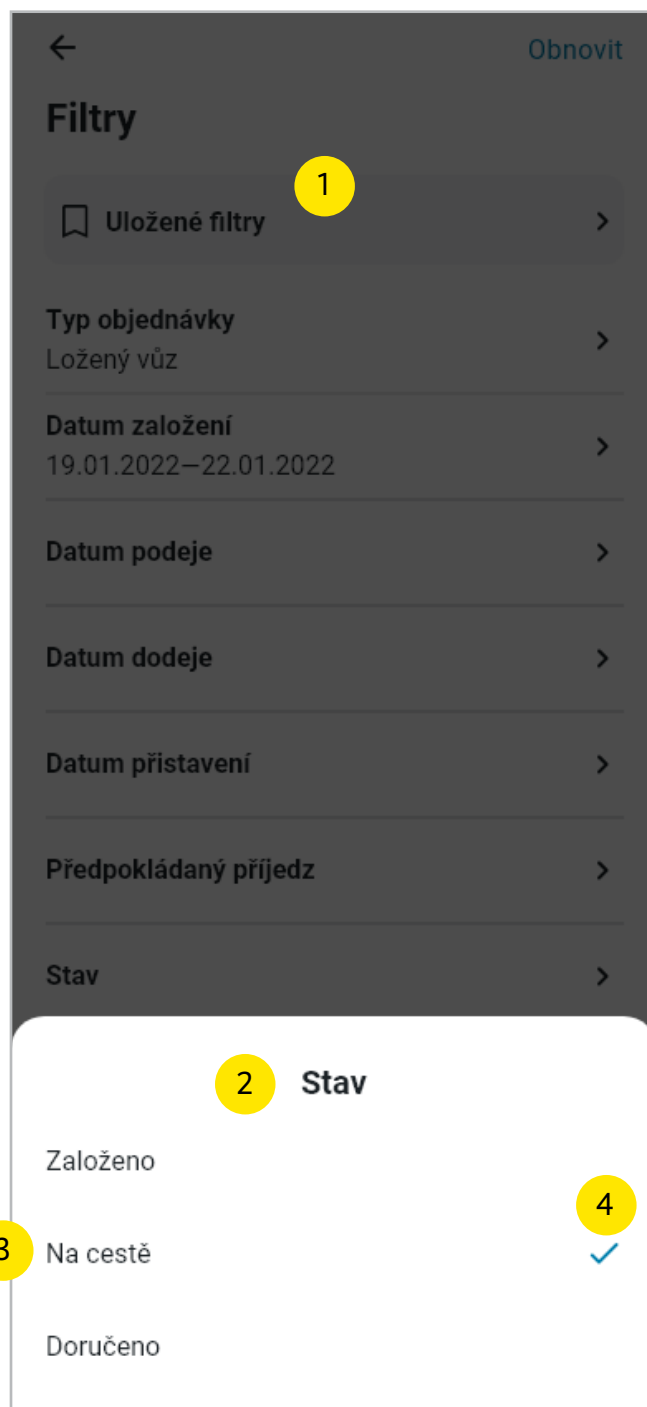 Obnovit
Filtry
1
Uložené filtry
Typ objednávky
Ložený vůz
Datum založení
19.01.2022—22.01.2022
Datum podeje
Datum dodeje
Datum přistavení
Předpokládaný příjedz
Stav
2 Stav
Založeno
4
3 Na cestě
Doručeno